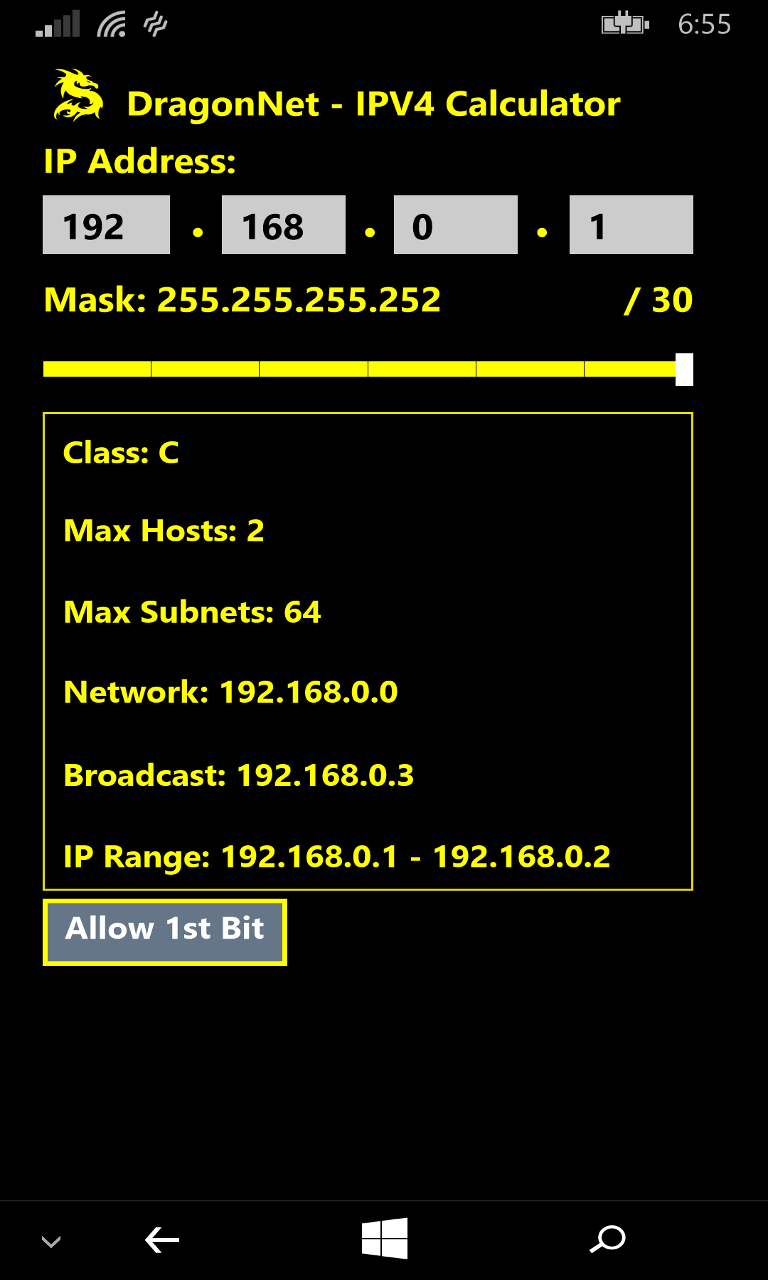 6:55
DragonNet - IPV4 Calculator
IP Address:
192 . 168 . 0 . 1
Mask: 255.255.255.252 / 30
Class: C
Max Hosts: 2
Max Subnets: 64
Network: 192.168.0.0
Broadcast: 192.168.0.3
IP Range: 192.168.0.1 - 192.168.0.2
Allow 1st Bit